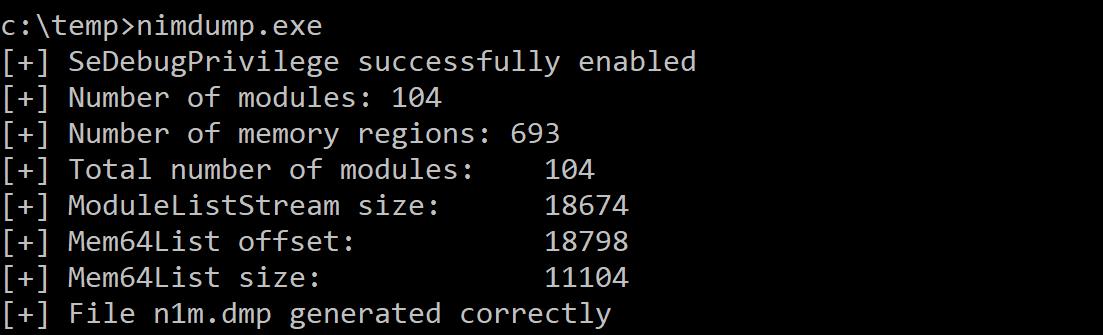 c:\temp>nimdump.exe
[+] SeDebugPrivilege successfully enabled
[+] Number of modules: 104
[+] Number of memory regions: 693
[+] Total number of modules:    104
[+] ModuleListStream size:      18674
[+] Mem64List offset:           18798
[+] Mem64List size:             11104
[+] File n1m.dmp generated correctly